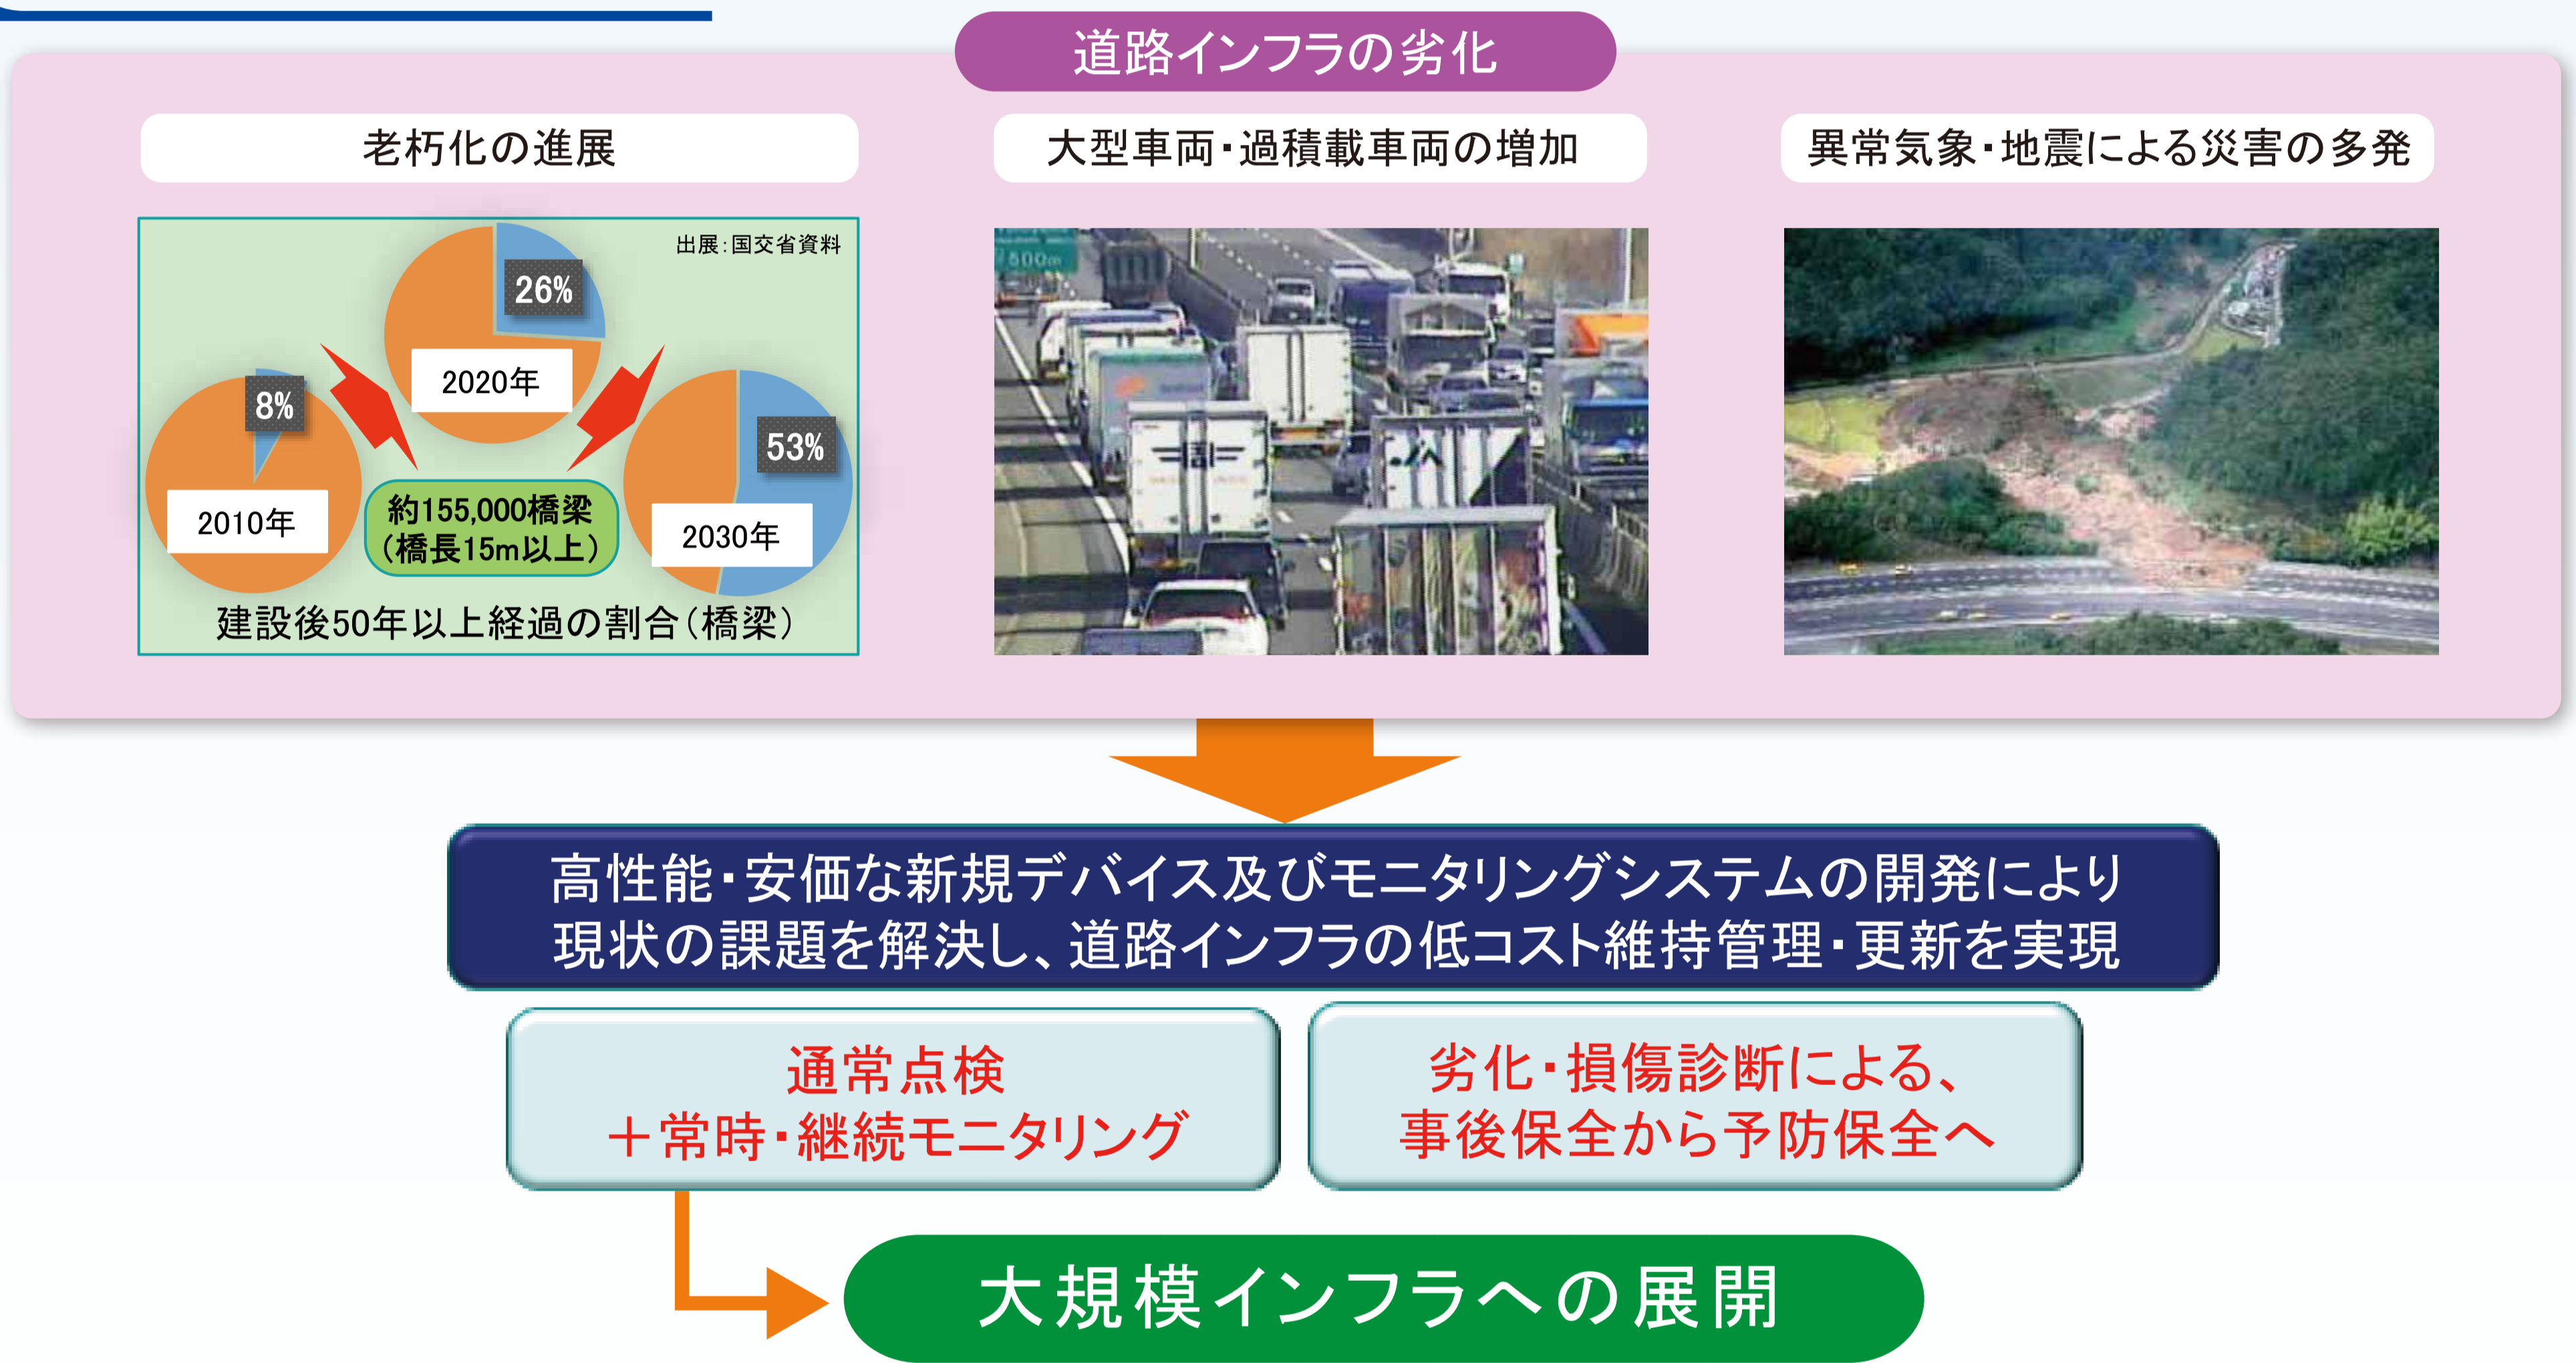 道路インフラの劣化
老朽化の進展
出展:国交省資料
26%
2020年
8%
2010年
53%
2030年
約155,000橋梁
(橋長15m以上)
建設後50年以上経過の割合(橋梁)
大型車両・過積載車両の増加
500m
異常気象・地震による災害の多発
高性能・安価な新規デバイス及びモニタリングシステムの開発により
現状の課題を解決し、道路インフラの低コスト維持管理・更新を実現
通常点検
+常時・継続モニタリング
劣化・損傷診断による、
事後保全から予防保全へ
大規模インフラへの展開